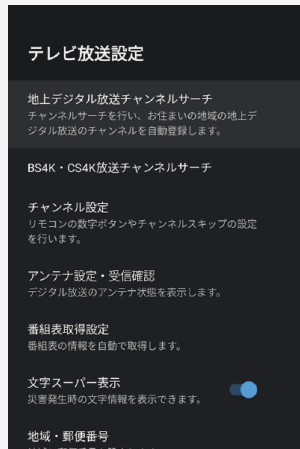 テレビ放送設定
地上デジタル放送チャンネルサーチ
チャンネルサーチを行い、お住まいの地域の地上デ
ジタル放送のチャンネルを自動登録します。
BS4K・CS4K放送チャンネルサーチ
チャンネル設定
リモコンの数字ボタンやチャンネルスキップの設定
を行います。
アンテナ設定・受信確認
デジタル放送のアンテナ状態を表示します。
番組表取得設定
番組表の情報を自動で取得します。
文字スーパー表示
災害発生時の文字情報を表示できます。
地域・郵便番号